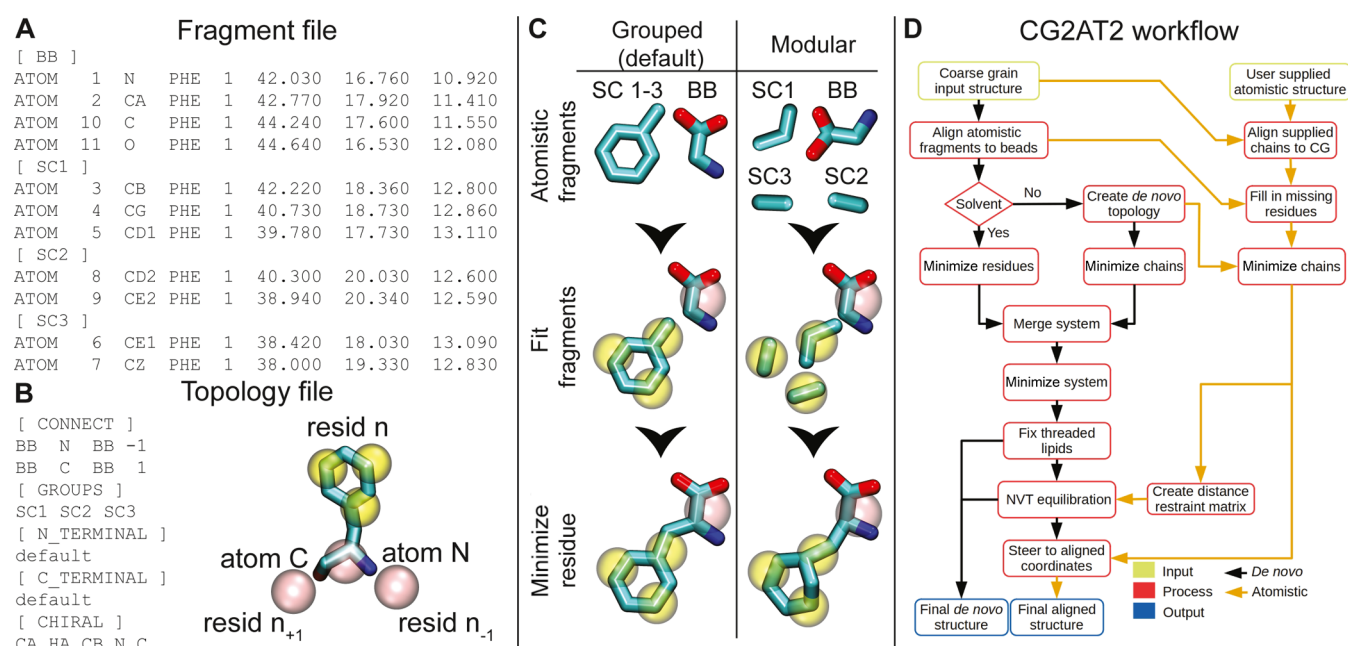 A Fragment file
[ BB ]
ATOM 1 N PHE 1 42.030 16.760 10.920
ATOM 2 CA PHE 1 42.770 17.920 11.410
ATOM 10 C PHE 1 44.240 17.600 11.550
ATOM 11 O PHE 1 44.640 16.530 12.080
[ SC1 ]
ATOM 3 CB PHE 1 42.220 18.360 12.800
ATOM 4 CG PHE 1 40.730 18.730 12.860
ATOM 5 CD1 PHE 1 39.780 17.730 13.110
[ SC2 ]
ATOM 8 CD2 PHE 1 40.300 20.030 12.600
ATOM 9 CE2 PHE 1 38.940 20.340 12.590
[ SC3 ]
ATOM 6 CE1 PHE 1 38.420 18.030 13.090
ATOM 7 CZ PHE 1 38.000 19.330 12.830
B Topology file
[ CONNECT ]
BB N BB -1
BB C BB 1
[ GROUPS ]
SC1 SC2 SC3
[ N_TERMINAL ]
default
[ C_TERMINAL ]
default
[ CHIRAL ]
CA HA CB N C
resid n
atom C
atom N
resid n+1
resid n-1
C
Grouped
(default)
Modular
SC 1-3 BB
SC1 BB
SC3 SC2
Atomistic
fragments
Fit
fragments
Minimize
residue
D CG2AT2 workflow
Coarse grain
input structure
User supplied
atomistic structure
Align atomistic
fragments to beads
Align supplied
chains to CG
Solvent
No
Yes
Create de novo
topology
Fill in missing
residues
Minimize residues
Minimize chains
Minimize chains
Merge system
Minimize system
Fix threaded
lipids
NVT equilibration
Create distance
restraint matrix
Steer to aligned
coordinates
Final de novo
structure
Final aligned
structure
Input
Process
Output
De novo
Atomistic